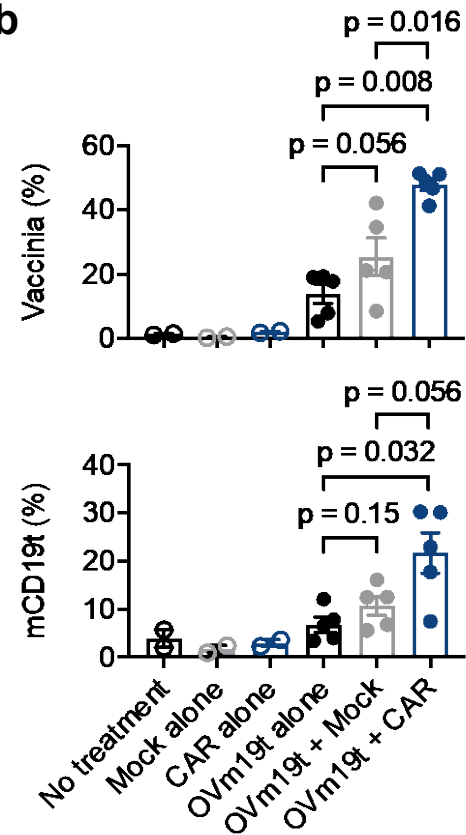 b
p = 0.016
p = 0.008
p = 0.056
Vaccinia (%)
60
40
20
0
p = 0.056
p = 0.032
p = 0.15
mCD19t (%)
40
30
20
10
0
No treatment
Mock alone
CAR alone
OVm19t alone
OVm19t + Mock
OVm19t + CAR